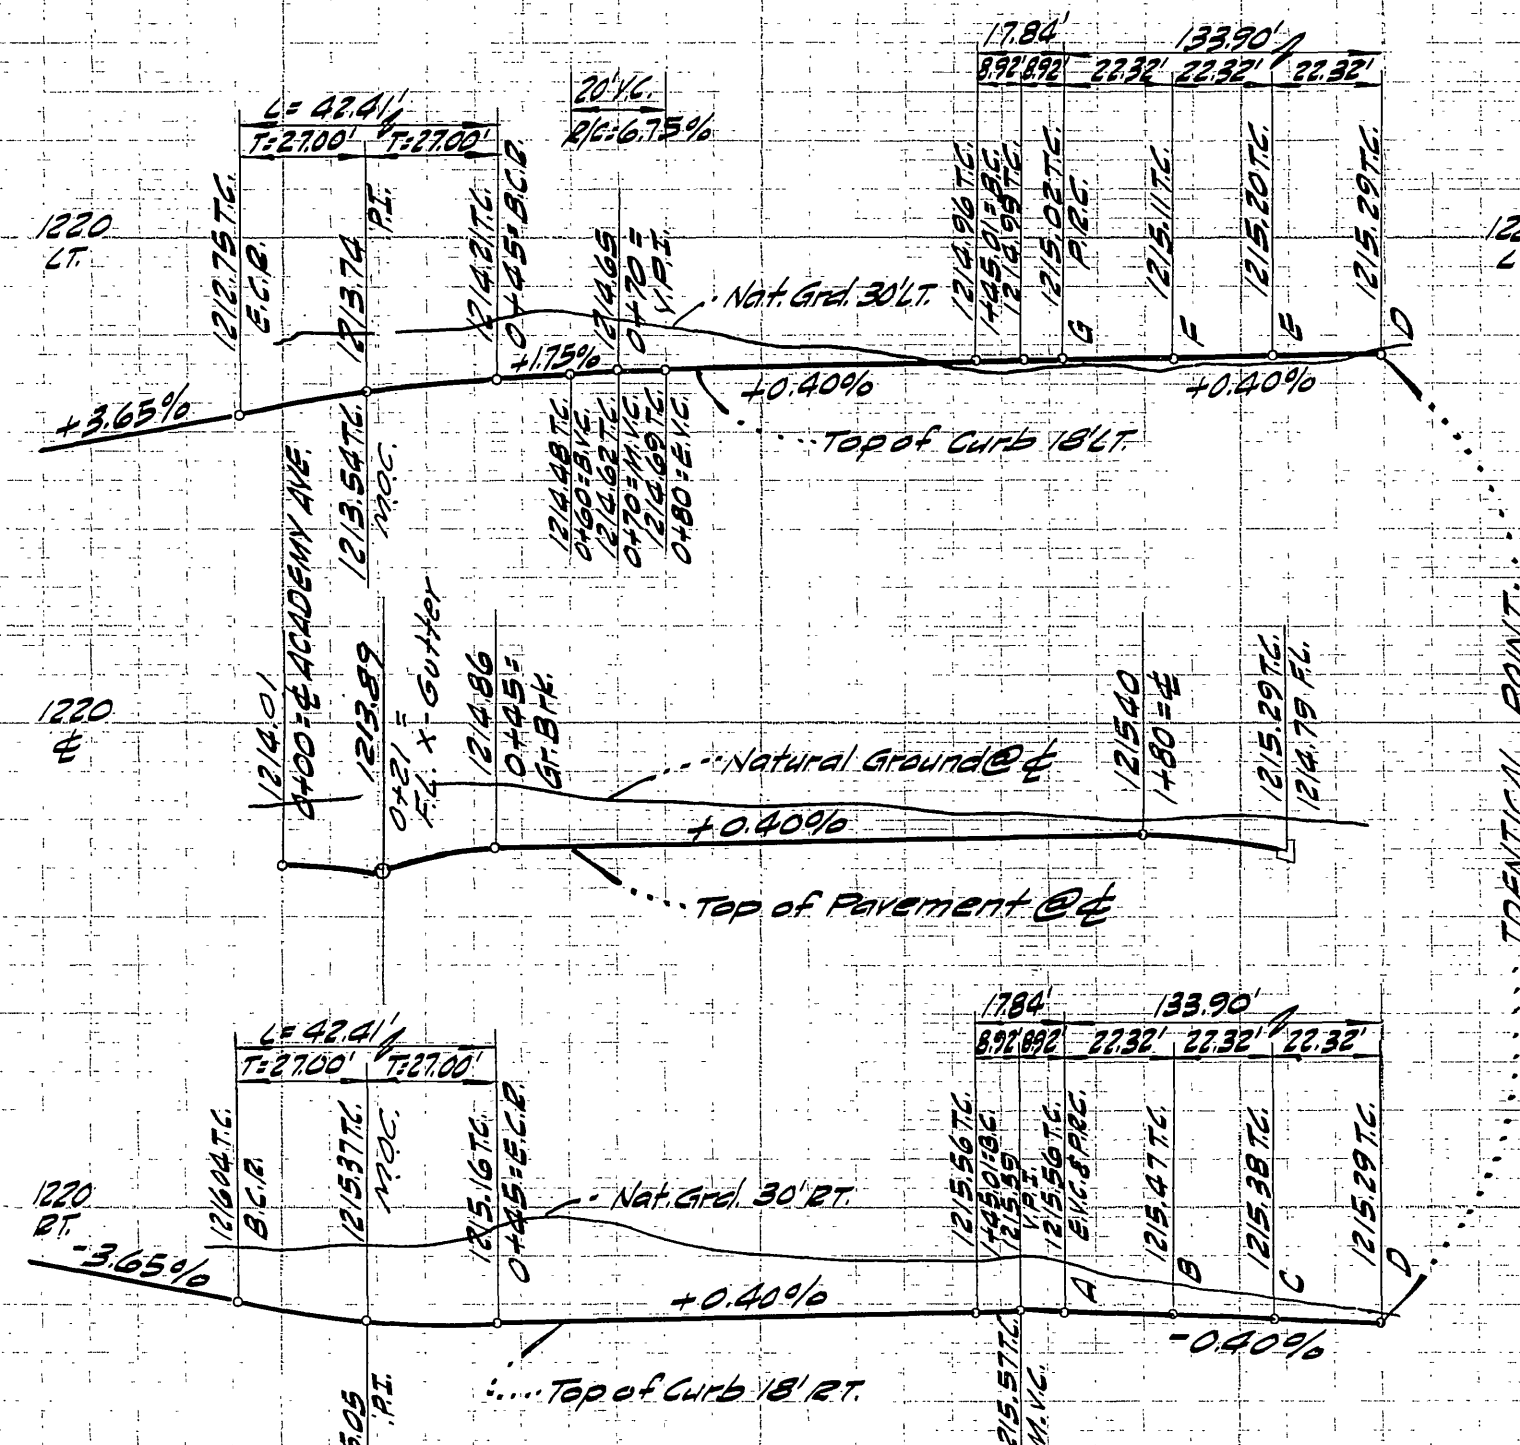 17.84' 133.90'
8.92' 8.92' 22.32' 22.32' 22.32'
20' V.C.
R/C=6.75%
L= 42.41'
T=27.00' T=27.00'
1220
LT.
1212.75 T.C.
E.C.R.
1213.74
P.I.
1214.21 T.C.
0+45= B.C.R.
1214.65
0+70=
V.P.I.
1214.96 T.C.
1+45.01= B.C.
1214.99 T.C.
1215.02 T.C.
G P.R.C.
1215.11 T.C.
F
1215.20 T.C.
E
1215.29 T.C.
D
Nat. Grd. 30' LT.
+3.65%
+1.75%
+0.40%
+0.40%
Top of Curb 18' LT.
1213.54 T.C.
M.O.C.
1214.48 T.C.
0+60=B.V.C.
1214.62 T.C.
0+70=M.V.C.
1214.69 T.C.
0+80=E.V.C.
1220
℄
1214.01
0+00=℄ ACADEMY AVE.
1213.89
0+21=
F.L. X-Gutter
1214.86
0+45=
Gr. Brk.
1215.40
1+80=℄
1215.29 T.C.
1214.79 F.L.
Natural Ground @ ℄
+0.40%
Top of Pavement @ ℄
IDENTICAL POINT
17.84' 133.90'
8.92' 8.92' 22.32' 22.32' 22.32'
L= 42.41'
T=27.00' T=27.00'
1220
RT.
1216.04 T.C.
B.C.R.
1215.37 T.C.
M.O.C.
1215.16 T.C.
0+45=E.C.R.
1215.56 T.C.
1+45.01=B.C.
1215.59
V.P.I.
1215.56 T.C.
E.V.C. & P.R.C.
A
1215.47 T.C.
B
1215.38 T.C.
C
1215.29 T.C.
D
Nat. Grd. 30' RT.
-3.65%
+0.40%
-0.40%
Top of Curb 18' RT.
5.05
P.I.
215.57 T.C.
M.V.C.